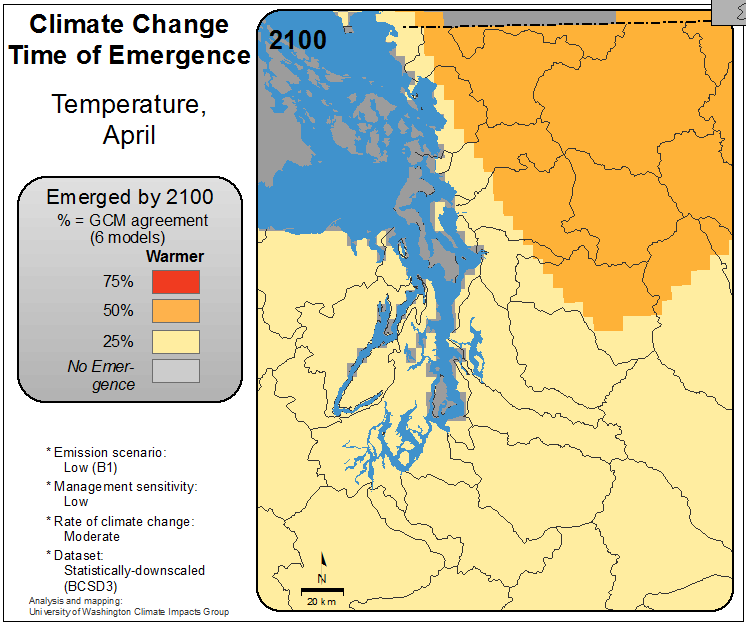 Climate Change
Time of Emergence
Temperature,
April
Emerged by 2100
% = GCM agreement
(6 models)
Warmer
75%
50%
25%
No Emer-
gence
* Emission scenario:
Low (B1)
* Management sensitivity:
Low
* Rate of climate change:
Moderate
* Dataset:
Statistically-downscaled
(BCSD3)
Analysis and mapping:
University of Washington Climate Impacts Group
2100
N
20 km